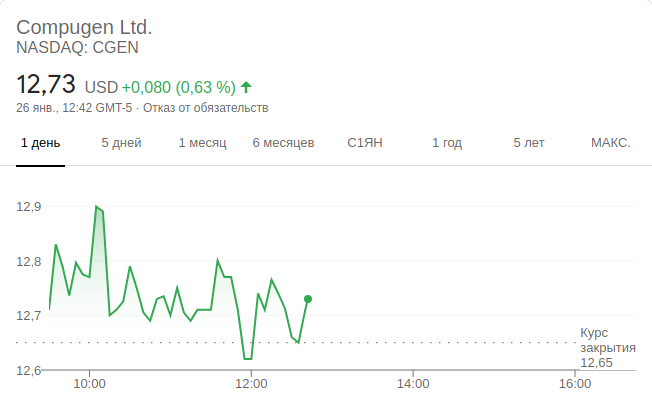 Compugen Ltd.
NASDAQ: CGEN
12,73 USD +0,080 (0,63 %)
26 янв., 12:42 GMT-5 · Отказ от обязательств
1 день 5 дней 1 месяц 6 месяцев С1ЯН 1 год 5 лет МАКС.
12,9
12,8
12,7
Курс
закрытия
12,65
12,6
10:00 12:00 14:00 16:00